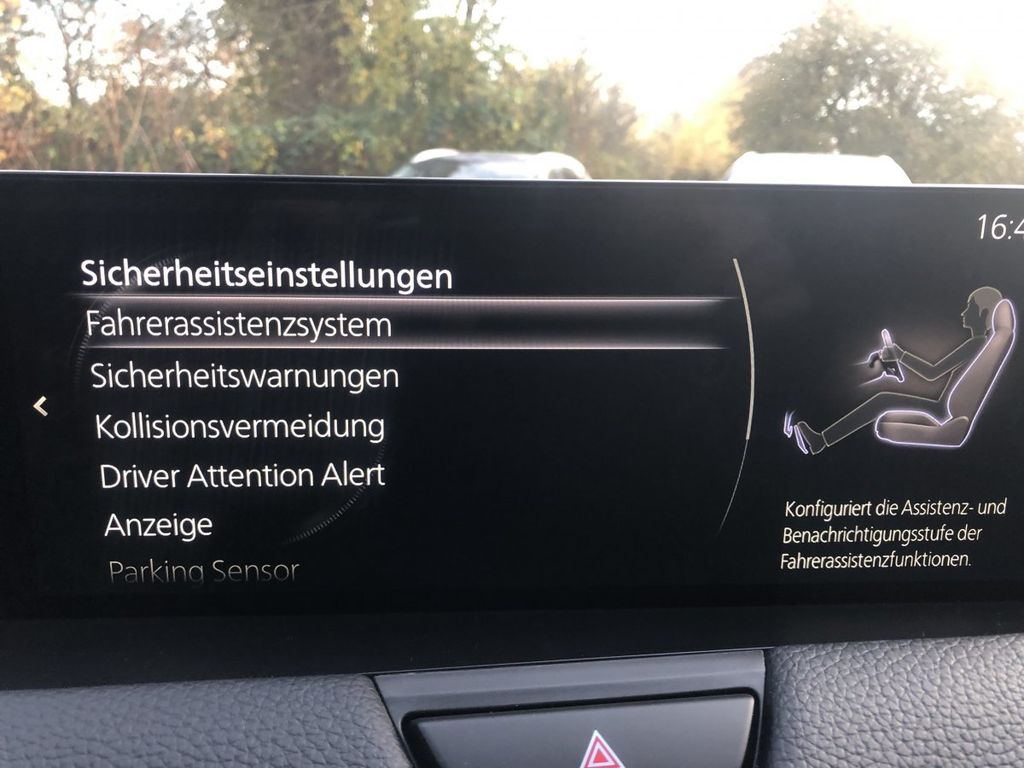 16:4
Sicherheitseinstellungen
Fahrerassistenzsystem
Sicherheitswarnungen
Kollisionsvermeidung
Driver Attention Alert
Anzeige
Parking Sensor
Konfiguriert die Assistenz- und
Benachrichtigungsstufe der
Fahrerassistenzfunktionen.